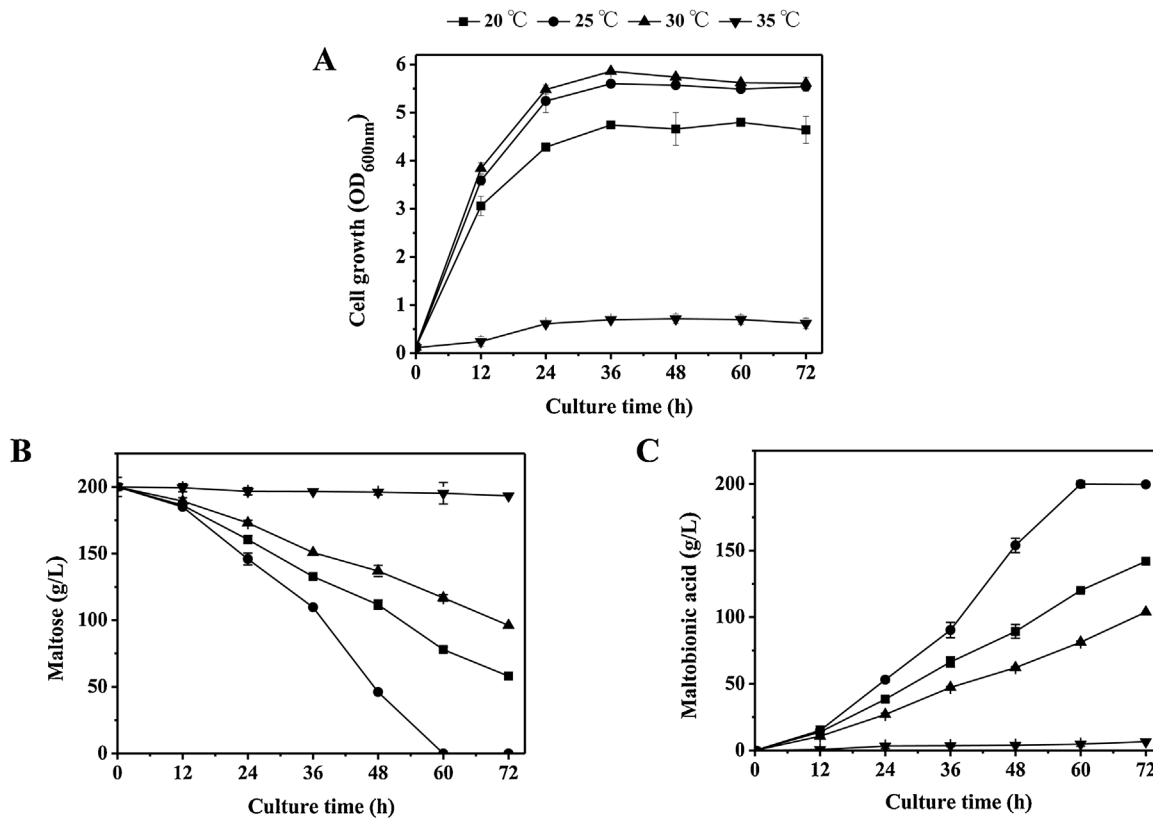 20 ℃ 25 ℃ 30 ℃ 35 ℃
A
6
5
4
3
2
1
0
Cell growth (OD600nm)
0 12 24 36 48 60 72
Culture time (h)
B
200
150
100
50
0
Maltose (g/L)
0 12 24 36 48 60 72
Culture time (h)
C
200
150
100
50
0
Maltobionic acid (g/L)
0 12 24 36 48 60 72
Culture time (h)